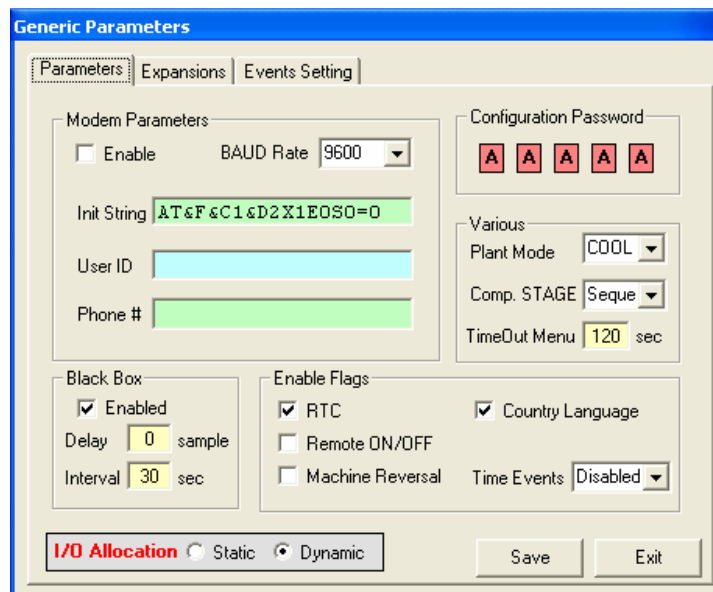 Generic Parameters
Parameters Expansions Events Setting
Modem Parameters
Enable BAUD Rate 9600
Init String AT&F&C1&D2X1E0S0=0
User ID
Phone #
Configuration Password
A A A A A
Various
Plant Mode COOL
Comp. STAGE Seque
TimeOut Menu 120 sec
Black Box
Enabled
Delay 0 sample
Interval 30 sec
Enable Flags
RTC Country Language
Remote ON/OFF
Machine Reversal Time Events Disabled
I/O Allocation Static Dynamic
Save Exit